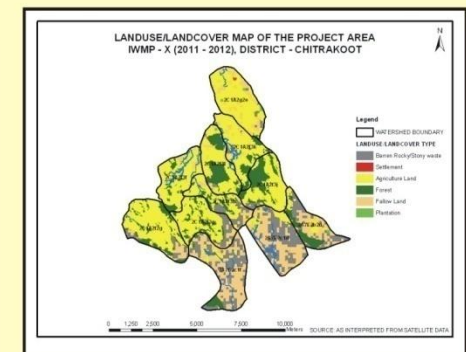 LANDUSE/LANDCOVER MAP OF THE PROJECT AREA
IWMP - X (2011 - 2012), DISTRICT - CHITRAKOOT
N
Legend
WATERSHED BOUNDARY
LANDUSE-LANDCOVER TYPE
Barren Rocky/Stony waste
Settlement
Agriculture Land
Forest
Fallow Land
Plantation
0 1,250 2,500 5,000 7,500 10,000
Meters
SOURCE: AS INTERPRETED FROM SATELLITE DATA